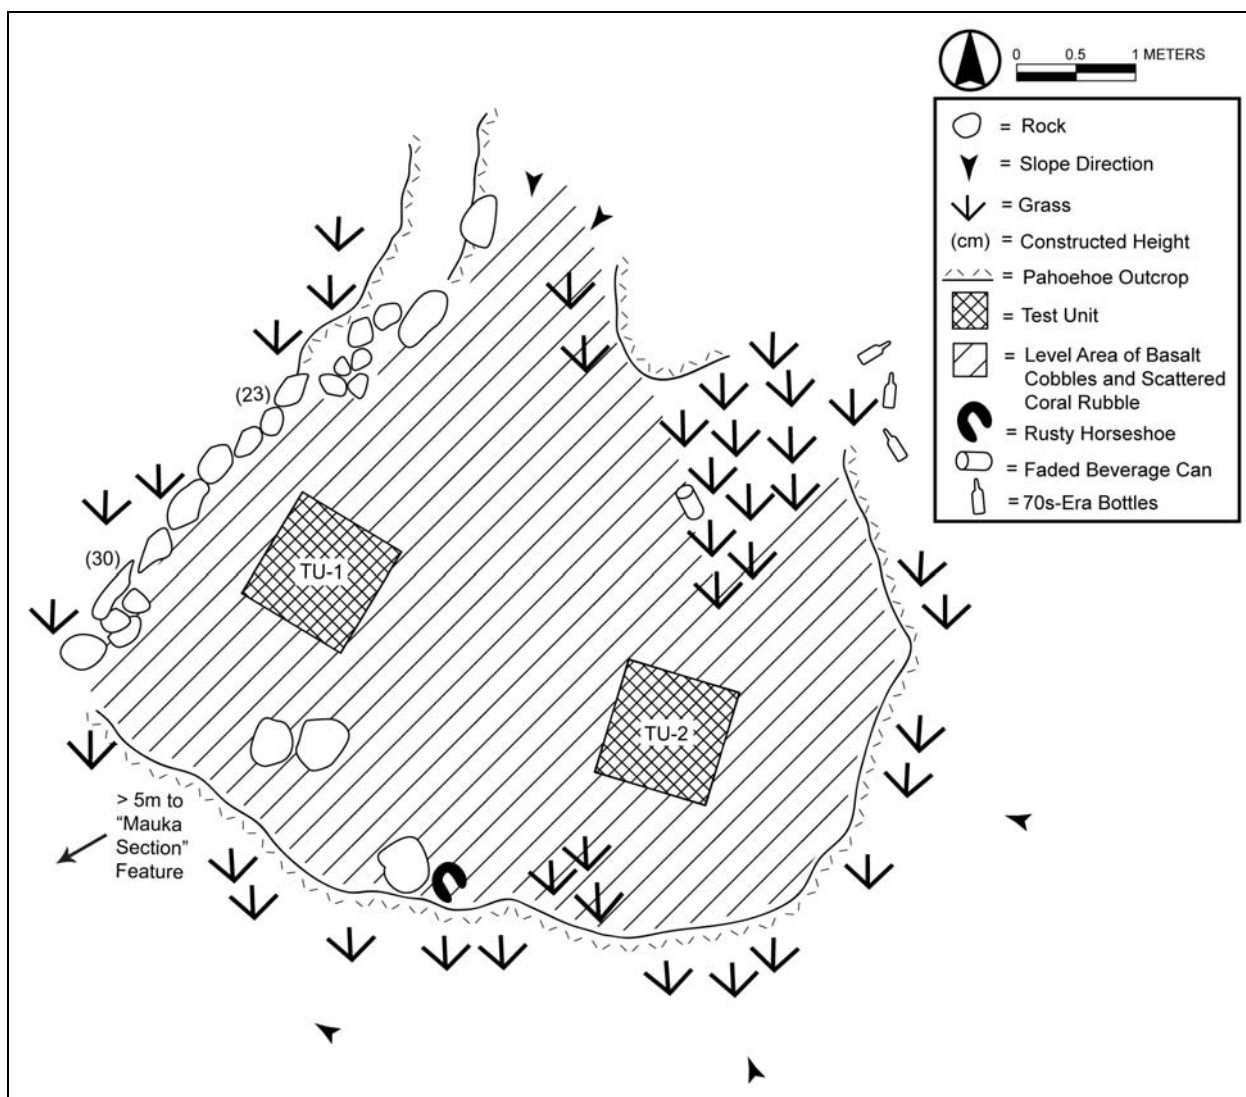 0 0.5 1 METERS
= Rock
= Slope Direction
= Grass
(cm) = Constructed Height
= Pahoehoe Outcrop
= Test Unit
= Level Area of Basalt
Cobbles and Scattered
Coral Rubble
= Rusty Horseshoe
= Faded Beverage Can
= 70s-Era Bottles
(23)
(30)
TU-1
TU-2
> 5m to
“Mauka
Section”
Feature